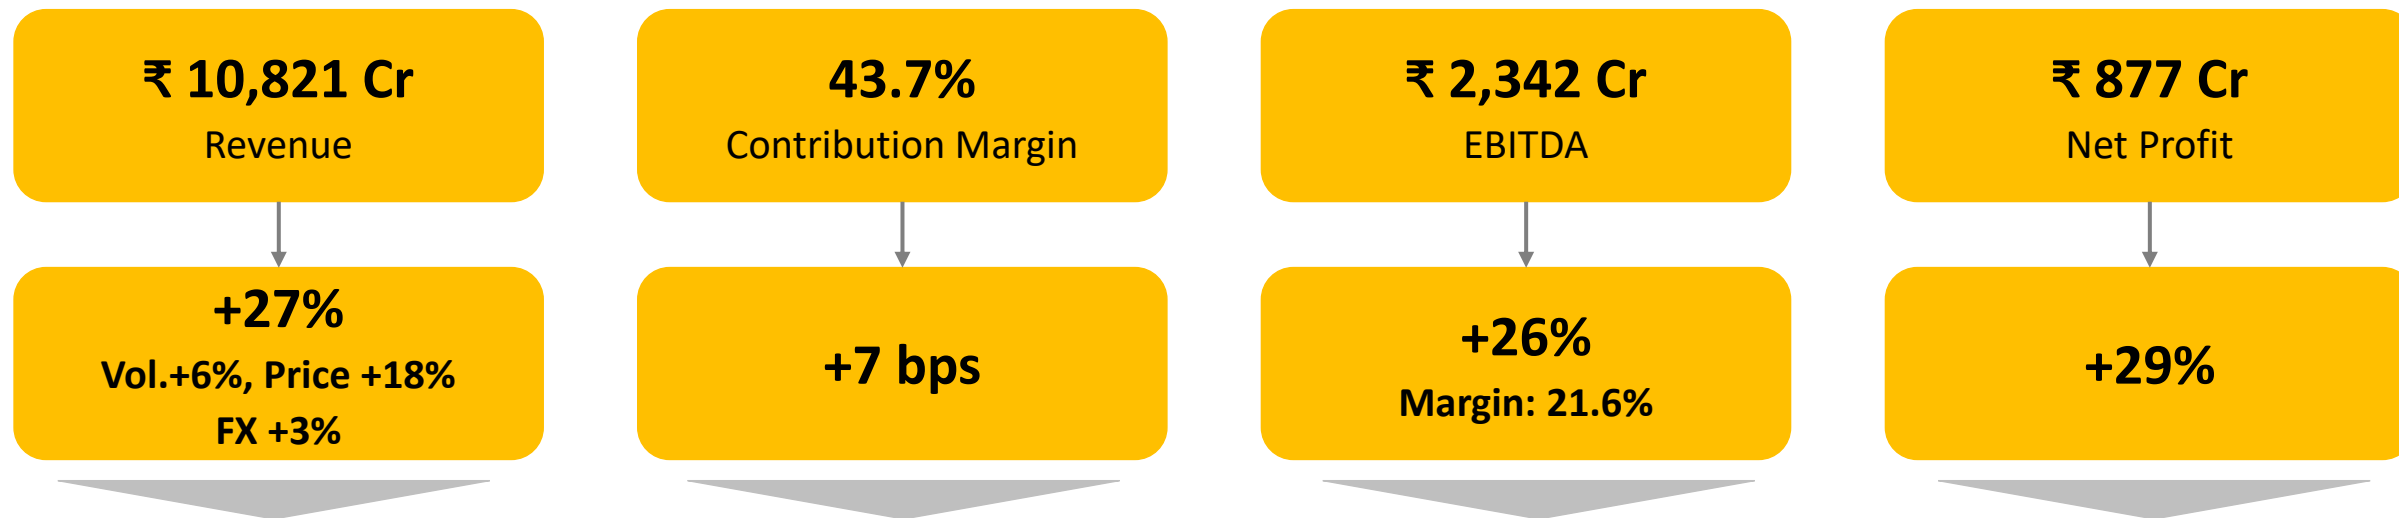 ₹ 10,821 Cr
Revenue
43.7%
Contribution Margin
₹ 2,342 Cr
EBITDA
₹ 877 Cr
Net Profit
+27%
Vol.+6%, Price +18%
FX +3%
+7 bps
+26%
Margin: 21.6%
+29%